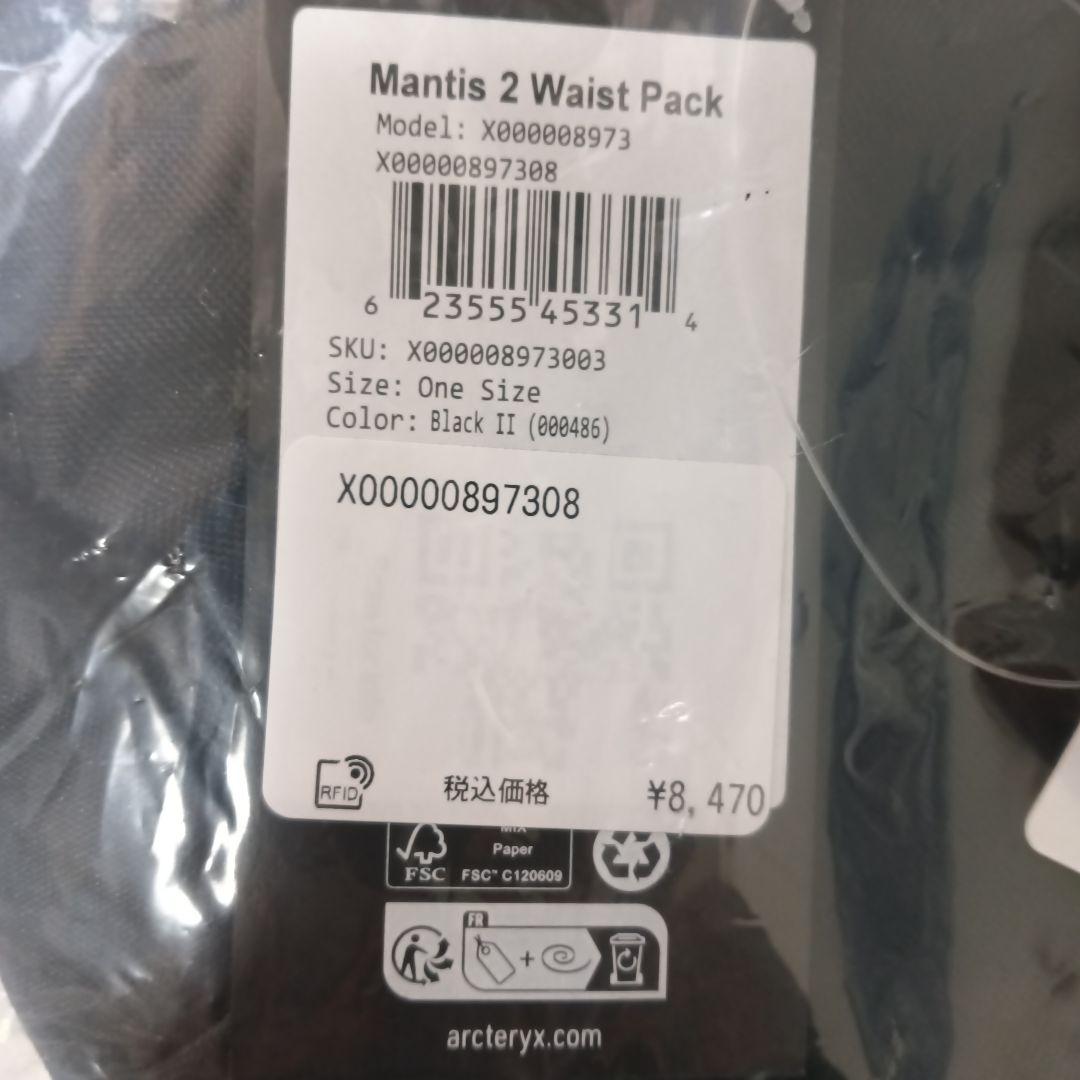 Mantis 2 Waist Pack
Model: X000008973
X00000897308
6 23555 45331 4
SKU: X000008973003
Size: One Size
Color: Black II (000486)
X00000897308
RFID
税込価格 ¥8,470
MIX
Paper
FSC FSC™ C120609
FR
+
arcteryx.com